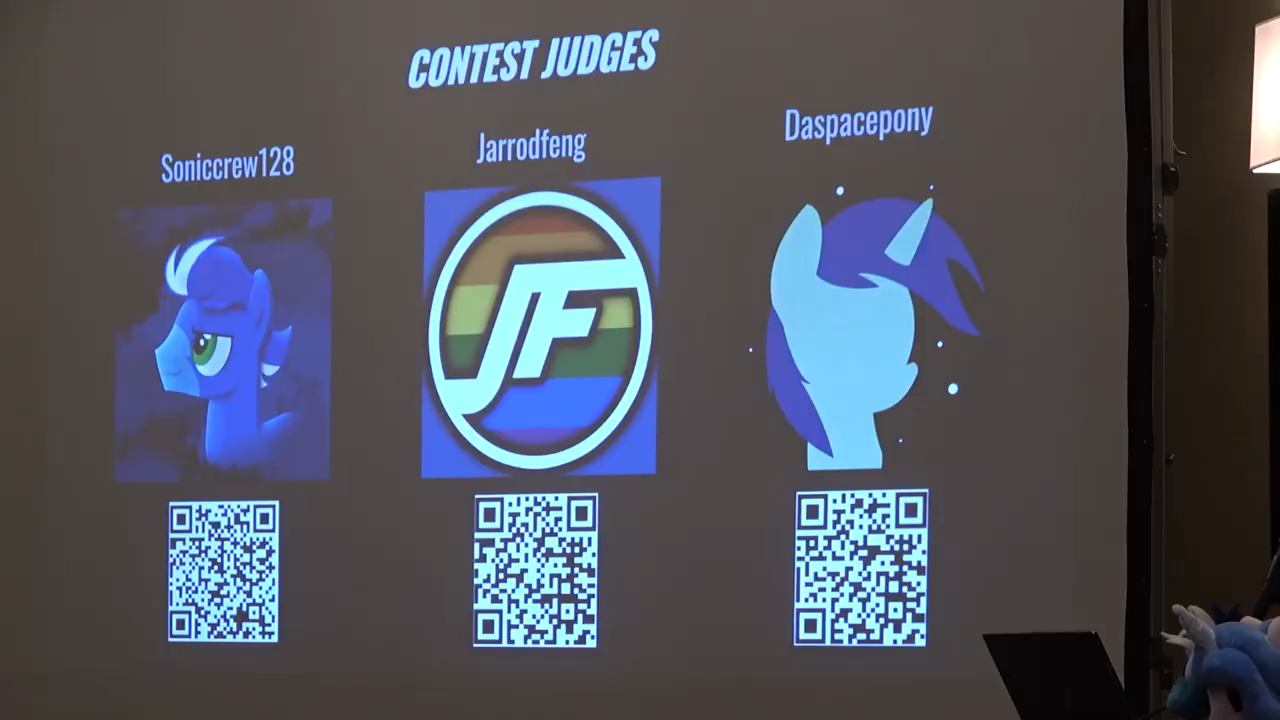 CONTEST JUDGES
Soniccrew128
Jarrodfeng
Daspacepony
JF